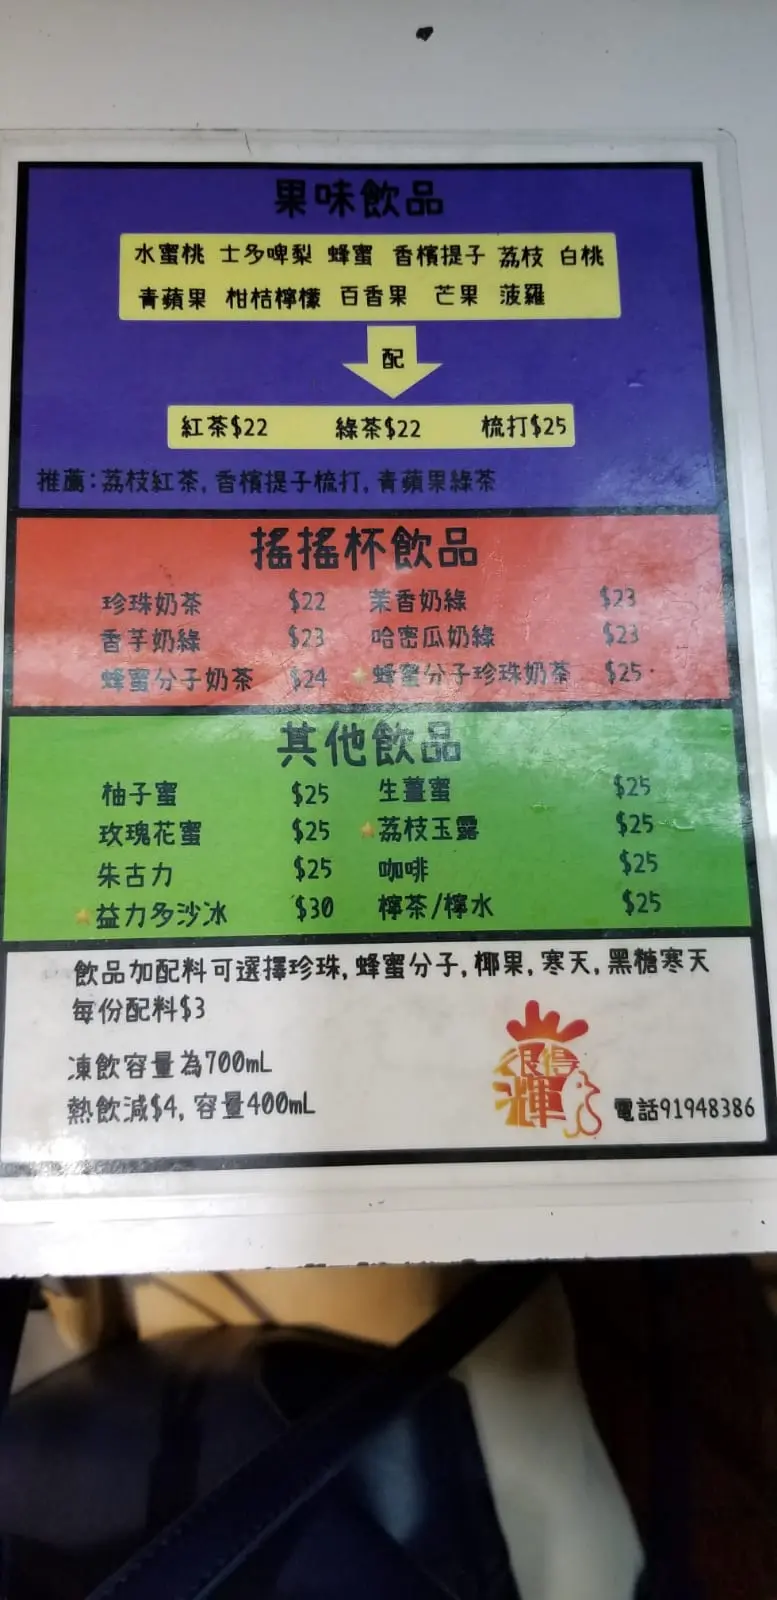 果味飲品
水蜜桃 士多啤梨 蜂蜜 香檳提子 荔枝 白桃
青蘋果 柑桔檸檬 百香果 芒果 菠羅
配
紅茶$22 綠茶$22 梳打$25
推薦:荔枝紅茶, 香檳提子梳打, 青蘋果綠茶
搖搖杯飲品
珍珠奶茶 $22 茉香奶綠 $23
香芋奶綠 $23 哈密瓜奶綠 $23
蜂蜜分子奶茶 $24 蜂蜜分子珍珠奶茶 $25
其他飲品
柚子蜜 $25 生薑蜜 $25
玫瑰花蜜 $25 荔枝玉露 $25
朱古力 $25 咖啡 $25
益力多沙冰 $30 檸茶/檸水 $25
飲品加配料可選擇珍珠, 蜂蜜分子, 椰果, 寒天, 黑糖寒天
每份配料$3
凍飲容量為700mL
熱飲減$4, 容量400mL
很得
輝
電話91948386